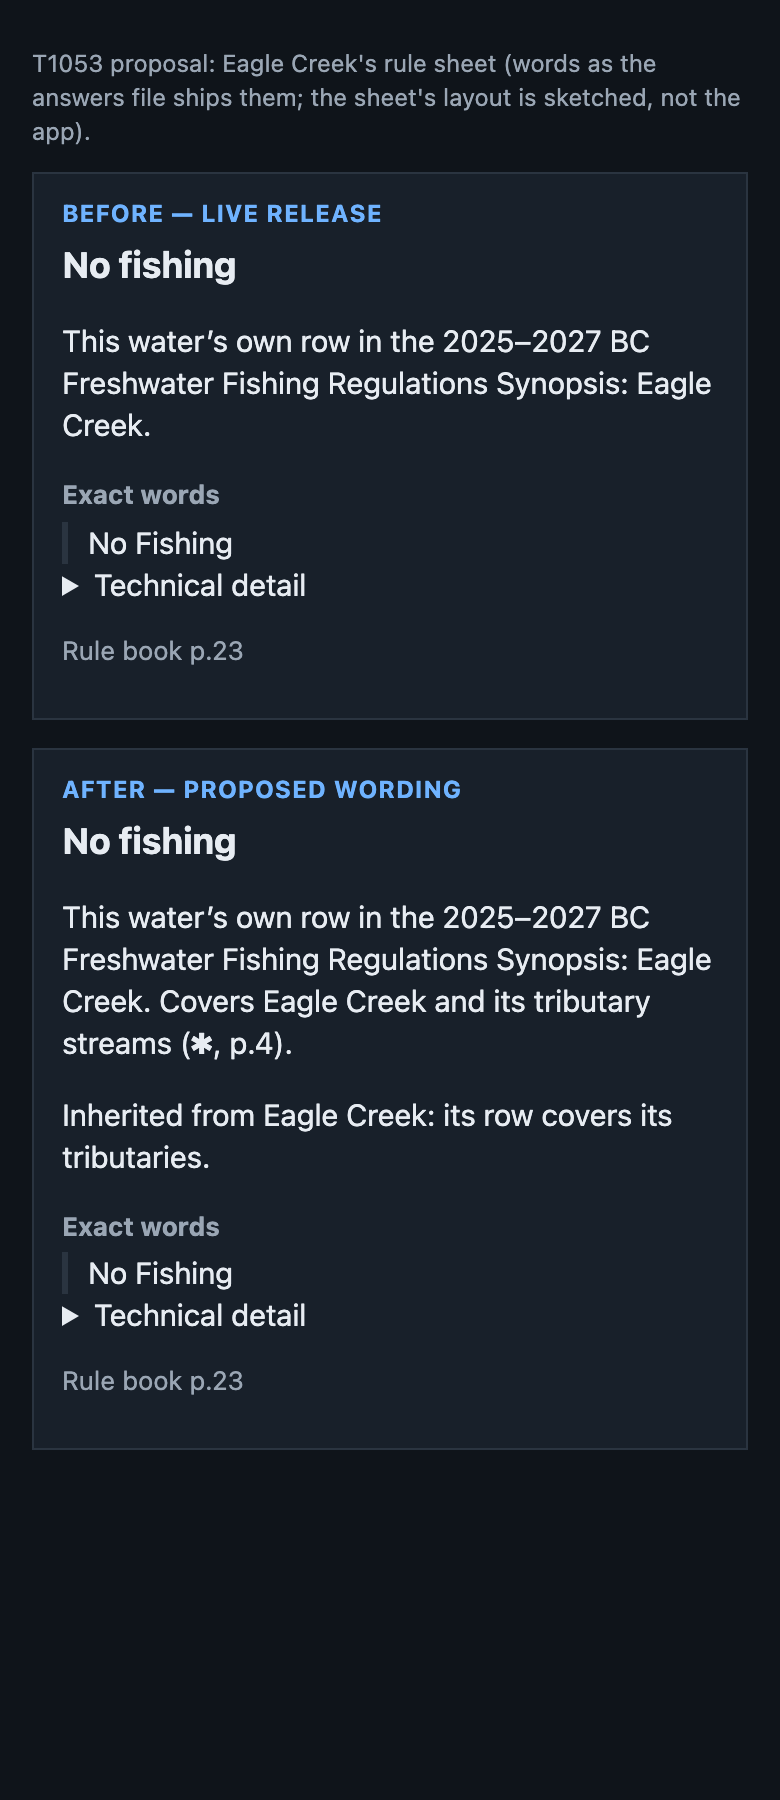 T1053 proposal: Eagle Creek's rule sheet (words as the
answers file ships them; the sheet's layout is sketched, not the
app).
BEFORE — LIVE RELEASE
No fishing
This water’s own row in the 2025–2027 BC
Freshwater Fishing Regulations Synopsis: Eagle
Creek.
Exact words
No Fishing
▶ Technical detail
Rule book p.23
AFTER — PROPOSED WORDING
No fishing
This water’s own row in the 2025–2027 BC
Freshwater Fishing Regulations Synopsis: Eagle
Creek. Covers Eagle Creek and its tributary
streams (✱, p.4).
Inherited from Eagle Creek: its row covers its
tributaries.
Exact words
No Fishing
▶ Technical detail
Rule book p.23